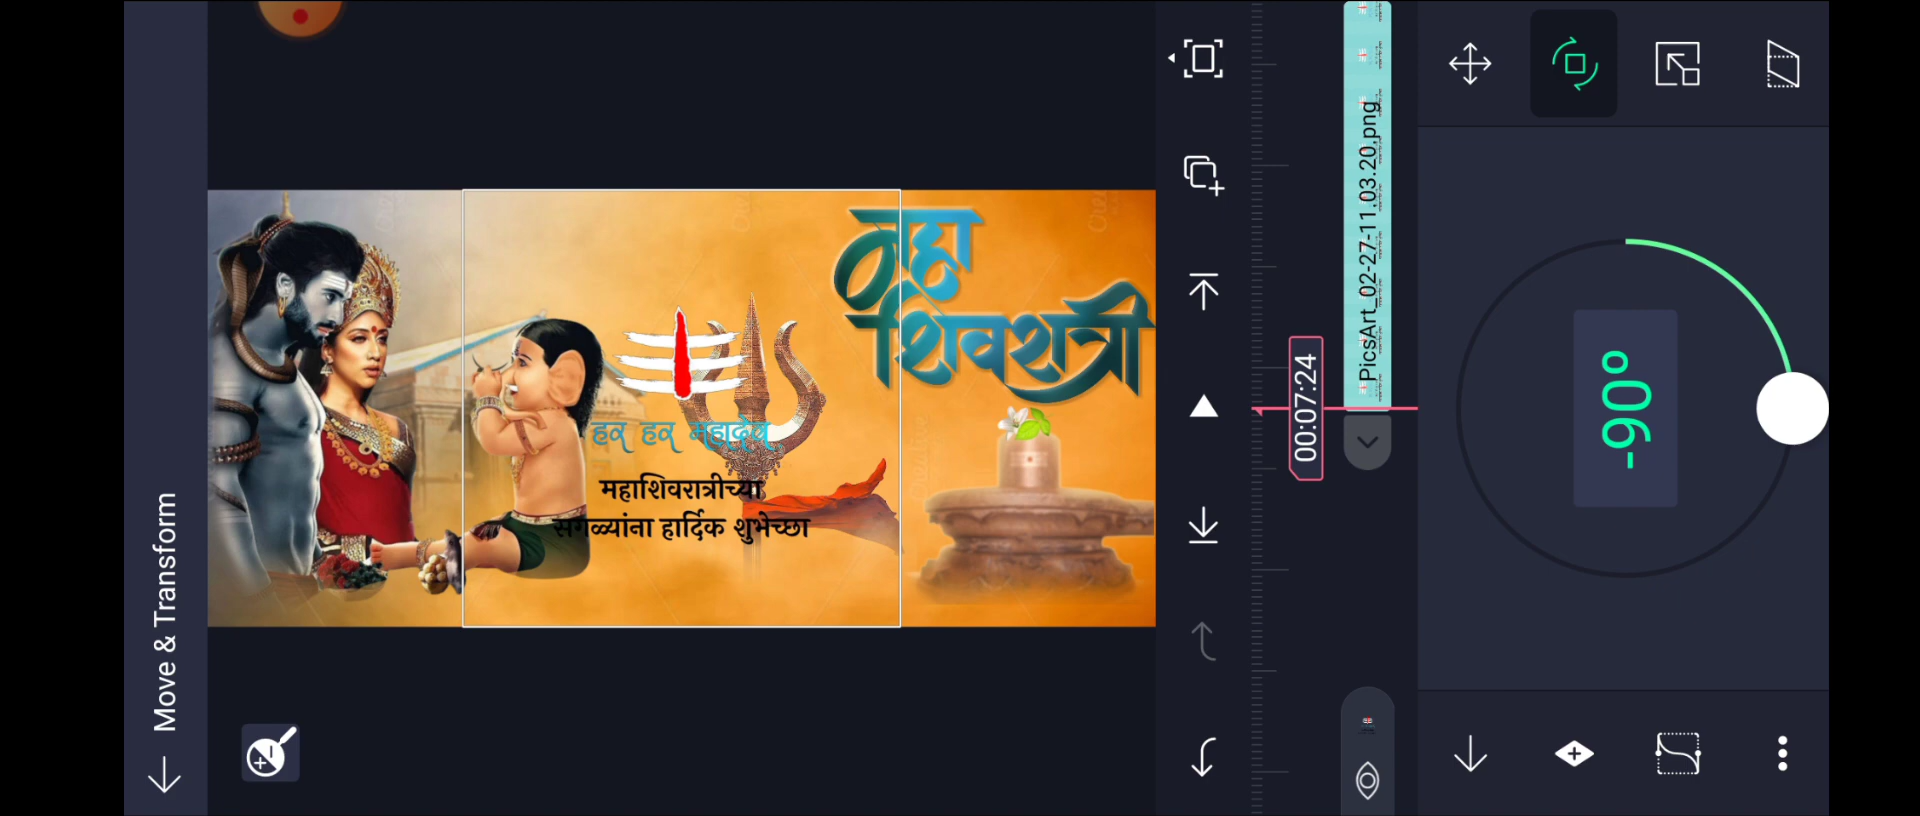 Move & Transform
महा
शिवरात्री
हर हर महादेव
महाशिवरात्रीच्या
सगळ्यांना हार्दिक शुभेच्छा
00:07:24
PicsArt_02-27-11.03.20.png
-90°